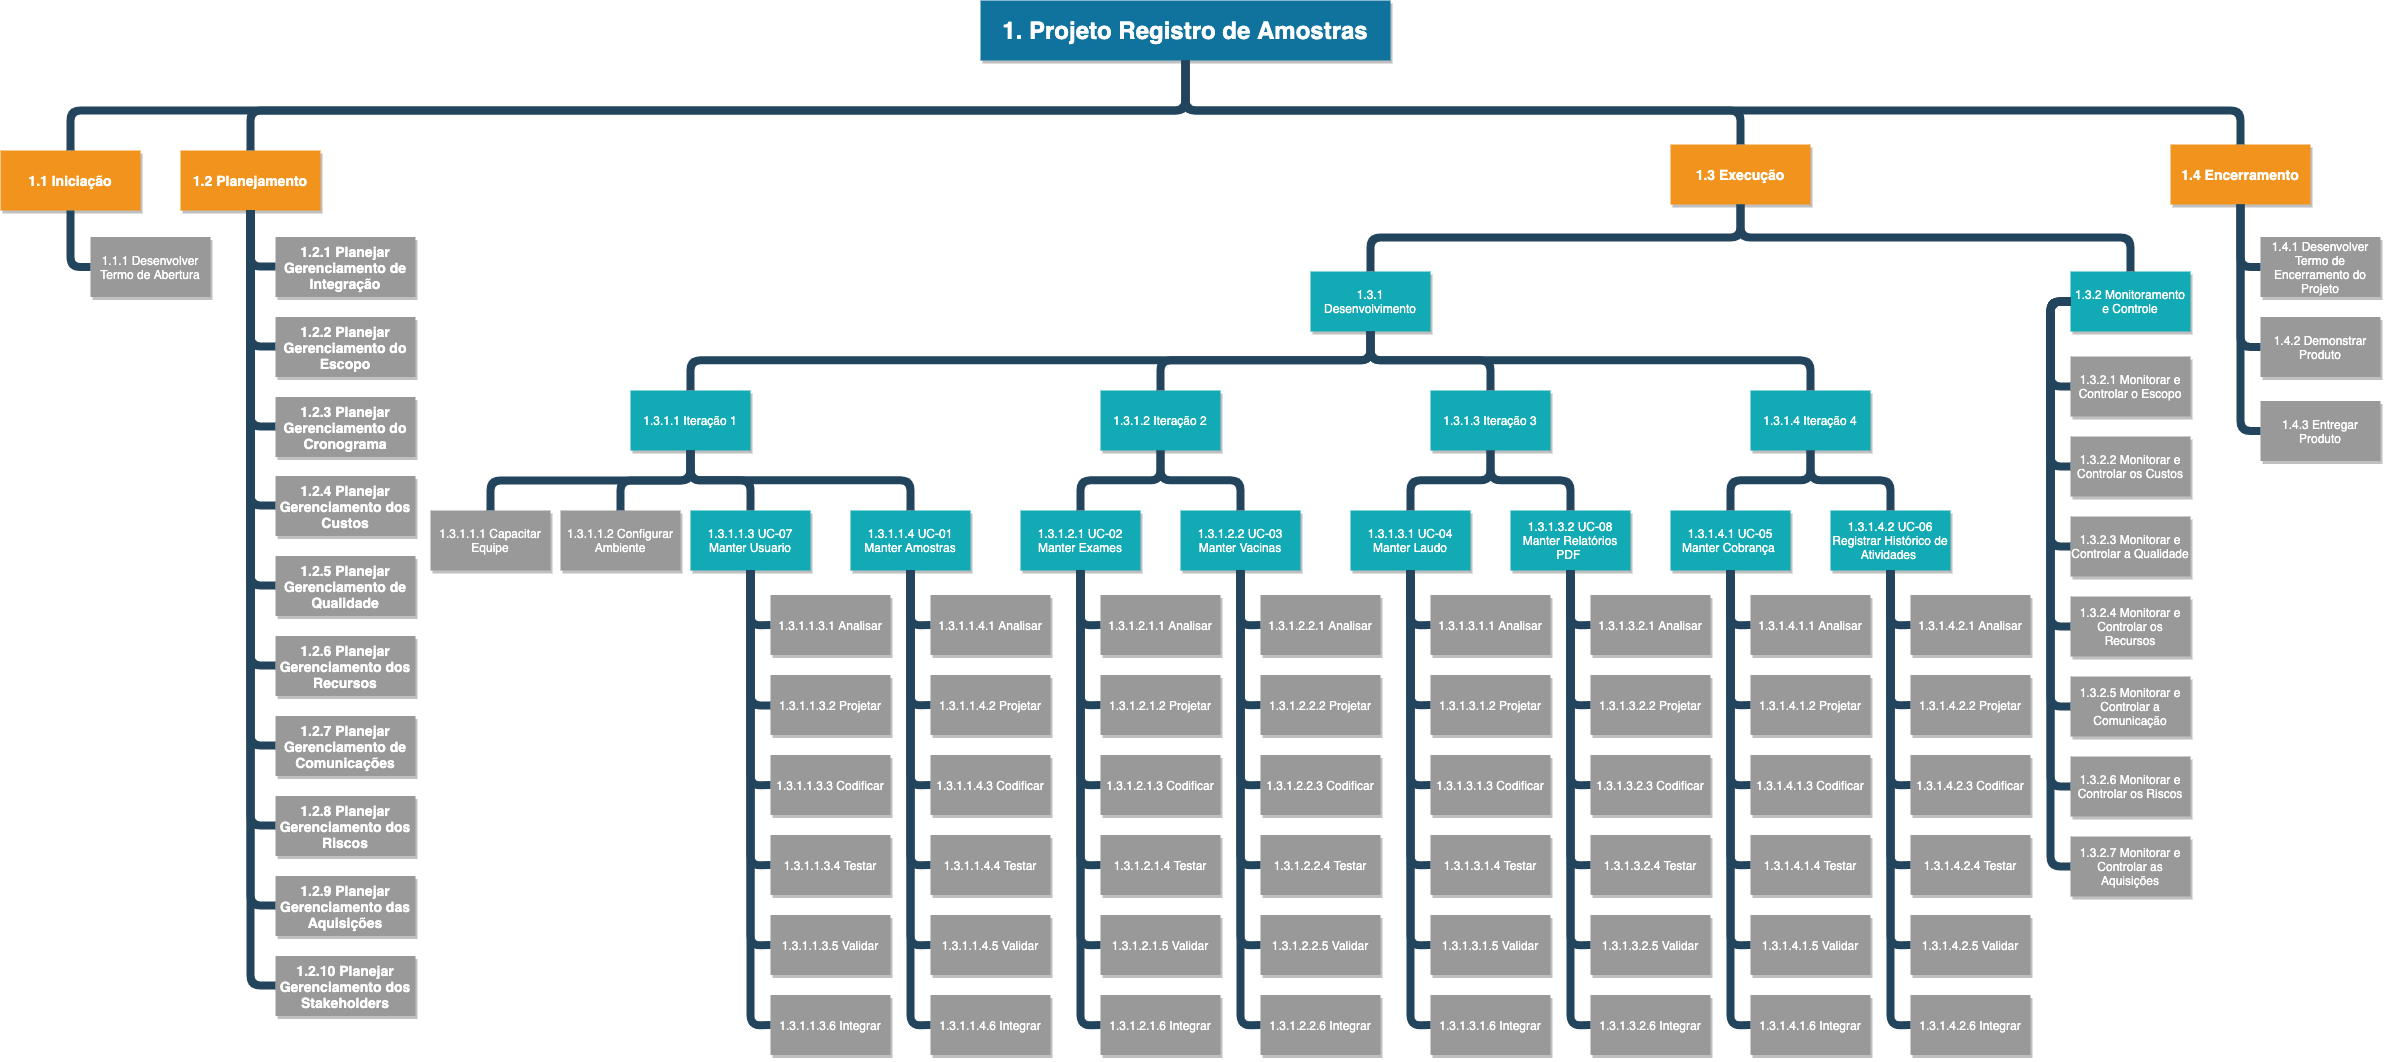 1. Projeto Registro de Amostras
1.1 Iniciação
1.2 Planejamento
1.3 Execução
1.4 Encerramento
1.1.1 Desenvolver
Termo de Abertura
1.2.1 Planejar
Gerenciamento de
Integração
1.2.2 Planejar
Gerenciamento do
Escopo
1.2.3 Planejar
Gerenciamento do
Cronograma
1.2.4 Planejar
Gerenciamento dos
Custos
1.2.5 Planejar
Gerenciamento de
Qualidade
1.2.6 Planejar
Gerenciamento dos
Recursos
1.2.7 Planejar
Gerenciamento de
Comunicações
1.2.8 Planejar
Gerenciamento dos
Riscos
1.2.9 Planejar
Gerenciamento das
Aquisições
1.2.10 Planejar
Gerenciamento dos
Stakeholders
1.3.1
Desenvolvimento
1.3.1.1 Iteração 1
1.3.1.2 Iteração 2
1.3.1.3 Iteração 3
1.3.1.4 Iteração 4
1.3.1.1.1 Capacitar
Equipe
1.3.1.1.2 Configurar
Ambiente
1.3.1.1.3 UC-07
Manter Usuario
1.3.1.1.4 UC-01
Manter Amostras
1.3.1.2.1 UC-02
Manter Exames
1.3.1.2.2 UC-03
Manter Vacinas
1.3.1.3.1 UC-04
Manter Laudo
1.3.1.3.2 UC-08
Manter Relatórios
PDF
1.3.1.4.1 UC-05
Manter Cobrança
1.3.1.4.2 UC-06
Registrar Histórico de
Atividades
1.3.1.1.3.1 Analisar
1.3.1.1.3.2 Projetar
1.3.1.1.3.3 Codificar
1.3.1.1.3.4 Testar
1.3.1.1.3.5 Validar
1.3.1.1.3.6 Integrar
1.3.1.1.4.1 Analisar
1.3.1.1.4.2 Projetar
1.3.1.1.4.3 Codificar
1.3.1.1.4.4 Testar
1.3.1.1.4.5 Validar
1.3.1.1.4.6 Integrar
1.3.1.2.1.1 Analisar
1.3.1.2.1.2 Projetar
1.3.1.2.1.3 Codificar
1.3.1.2.1.4 Testar
1.3.1.2.1.5 Validar
1.3.1.2.1.6 Integrar
1.3.1.2.2.1 Analisar
1.3.1.2.2.2 Projetar
1.3.1.2.2.3 Codificar
1.3.1.2.2.4 Testar
1.3.1.2.2.5 Validar
1.3.1.2.2.6 Integrar
1.3.1.3.1.1 Analisar
1.3.1.3.1.2 Projetar
1.3.1.3.1.3 Codificar
1.3.1.3.1.4 Testar
1.3.1.3.1.5 Validar
1.3.1.3.1.6 Integrar
1.3.1.3.2.1 Analisar
1.3.1.3.2.2 Projetar
1.3.1.3.2.3 Codificar
1.3.1.3.2.4 Testar
1.3.1.3.2.5 Validar
1.3.1.3.2.6 Integrar
1.3.1.4.1.1 Analisar
1.3.1.4.1.2 Projetar
1.3.1.4.1.3 Codificar
1.3.1.4.1.4 Testar
1.3.1.4.1.5 Validar
1.3.1.4.1.6 Integrar
1.3.1.4.2.1 Analisar
1.3.1.4.2.2 Projetar
1.3.1.4.2.3 Codificar
1.3.1.4.2.4 Testar
1.3.1.4.2.5 Validar
1.3.1.4.2.6 Integrar
1.3.2 Monitoramento
e Controle
1.3.2.1 Monitorar e
Controlar o Escopo
1.3.2.2 Monitorar e
Controlar os Custos
1.3.2.3 Monitorar e
Controlar a Qualidade
1.3.2.4 Monitorar e
Controlar os
Recursos
1.3.2.5 Monitorar e
Controlar a
Comunicação
1.3.2.6 Monitorar e
Controlar os Riscos
1.3.2.7 Monitorar e
Controlar as
Aquisições
1.4.1 Desenvolver
Termo de
Encerramento do
Projeto
1.4.2 Demonstrar
Produto
1.4.3 Entregar
Produto